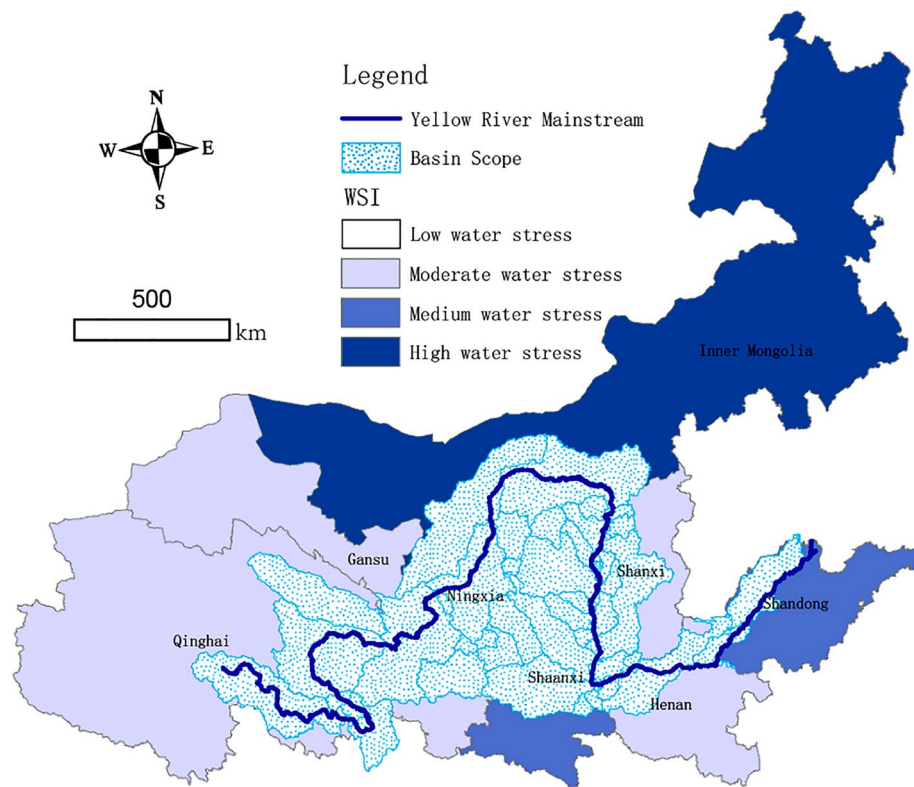 Legend
Yellow River Mainstream
Basin Scope
WSI
Low water stress
Moderate water stress
Medium water stress
High water stress
N
W E
S
500
km
Inner Mongolia
Gansu
Ningxia
Shanxi
Shandong
Qinghai
Shaanxi
Henan